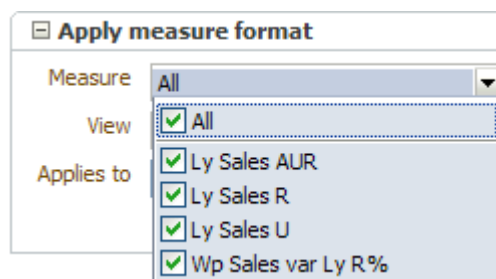 Apply measure format
Measure All
View All
Applies to Ly Sales AUR
Ly Sales R
Ly Sales U
Wp Sales var Ly R%